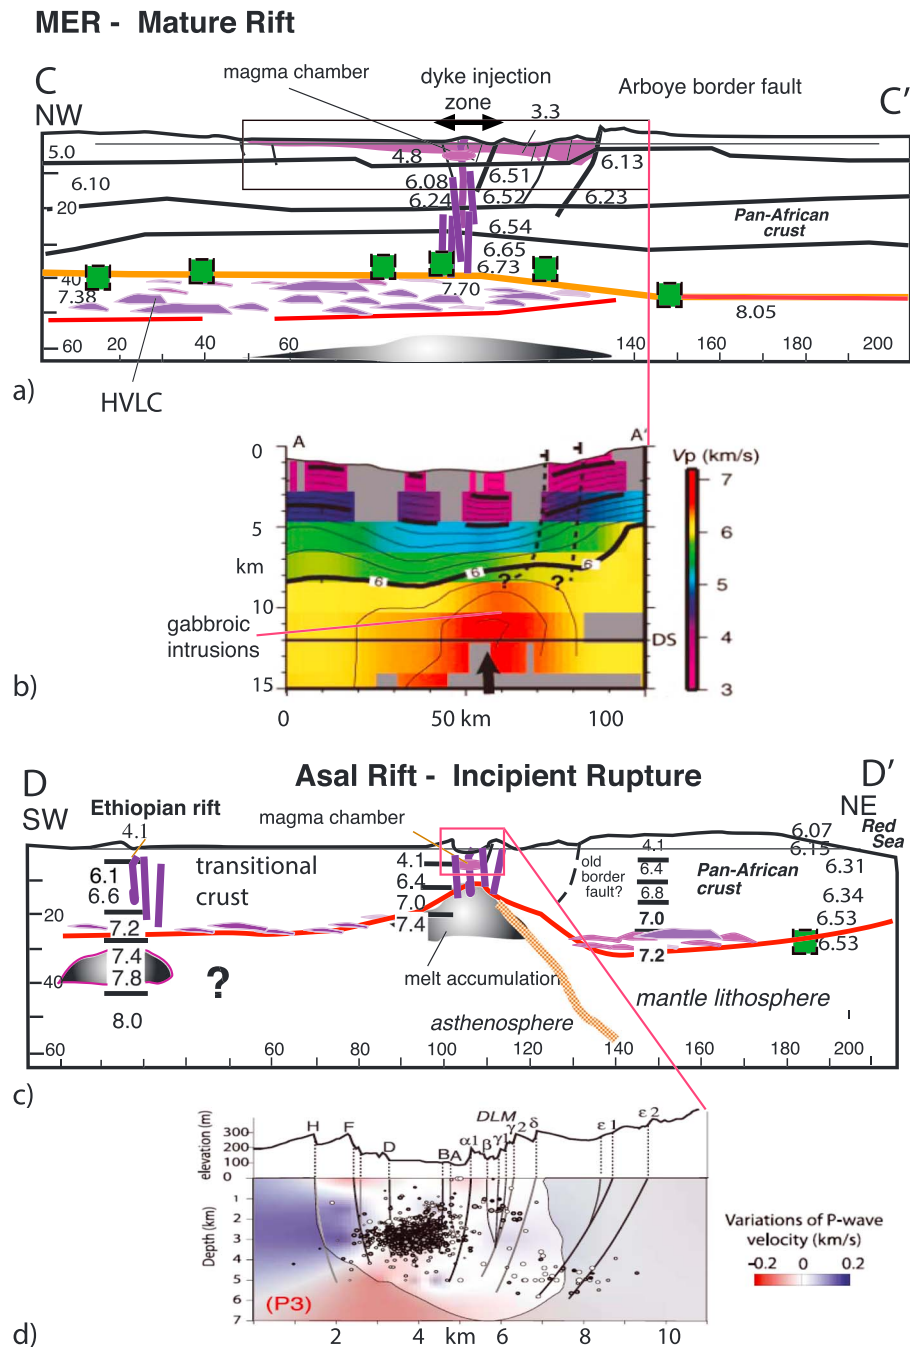 MER - Mature Rift
C
NW
magma chamber
dyke injection
zone
Arboye border fault
C'
3.3
5.0
4.8
6.13
6.10
6.08
6.51
6.24
6.52
6.23
20
6.54
Pan-African
crust
6.65
6.73
40
7.38
7.70
8.05
60 20 40 60 140 160 180 200
a)
HVLC
0
A
A'
Vp (km/s)
7
6
5
4
3
5
km
10
15
6
6
6
?
?
DS
gabbroic
intrusions
b)
0 50 km 100
D
SW
Asal Rift - Incipient Rupture
D'
NE
Ethiopian rift
magma chamber
Red
Sea
4.1
6.07
6.15
transitional
crust
4.1
old
border
fault?
4.1
6.4
6.8
7.0
7.2
Pan-African
crust
6.31
6.1
6.6
6.4
7.0
7.4
6.34
6.53
6.53
20
7.2
7.4
7.8
40
?
melt accumulation
mantle lithosphere
8.0
asthenosphere
60 60 80 100 120 140 160 180 200
c)
DLM
H F D B A α1 β γ1 γ2 δ ε1 ε2
elevation (m)
300
200
100
0
Depth (km)
1
2
3
4
5
6
7
(P3)
Variations of P-wave
velocity (km/s)
-0.2 0 0.2
d)
2 4 km 6 8 10